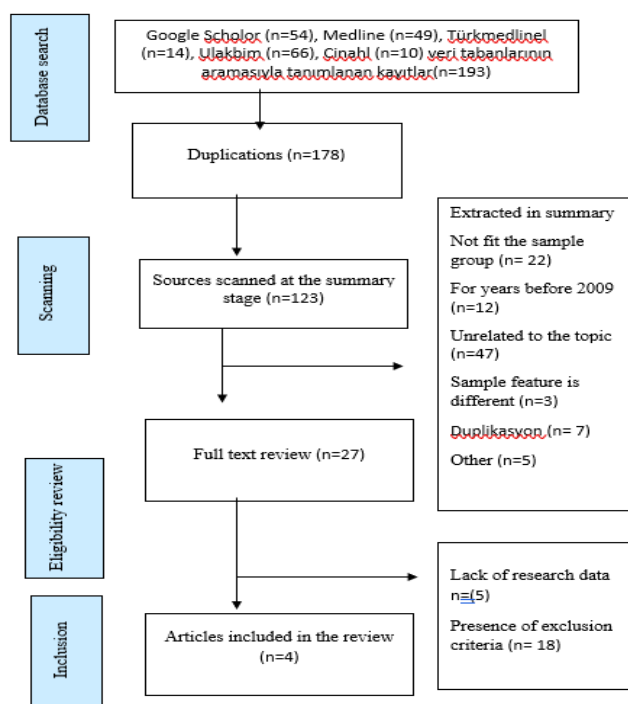 Database search
Google Scholor (n=54), Medline (n=49), Türkmedlinel
(n=14), Ulakbim (n=66), Cinahl (n=10) veri tabanlarının
aramasıyla tanımlanan kayıtlar(n=193)
Duplications (n=178)
Scanning
Sources scanned at the summary
stage (n=123)
Extracted in summary
Not fit the sample
group (n= 22)
For years before 2009
(n=12)
Unrelated to the topic
(n=47)
Sample feature is
different (n=3)
Duplikasyon (n= 7)
Other (n=5)
Eligibility review
Full text review (n=27)
Lack of research data
n=(5)
Presence of exclusion
criteria (n= 18)
Inclusion
Articles included in the review
(n=4)